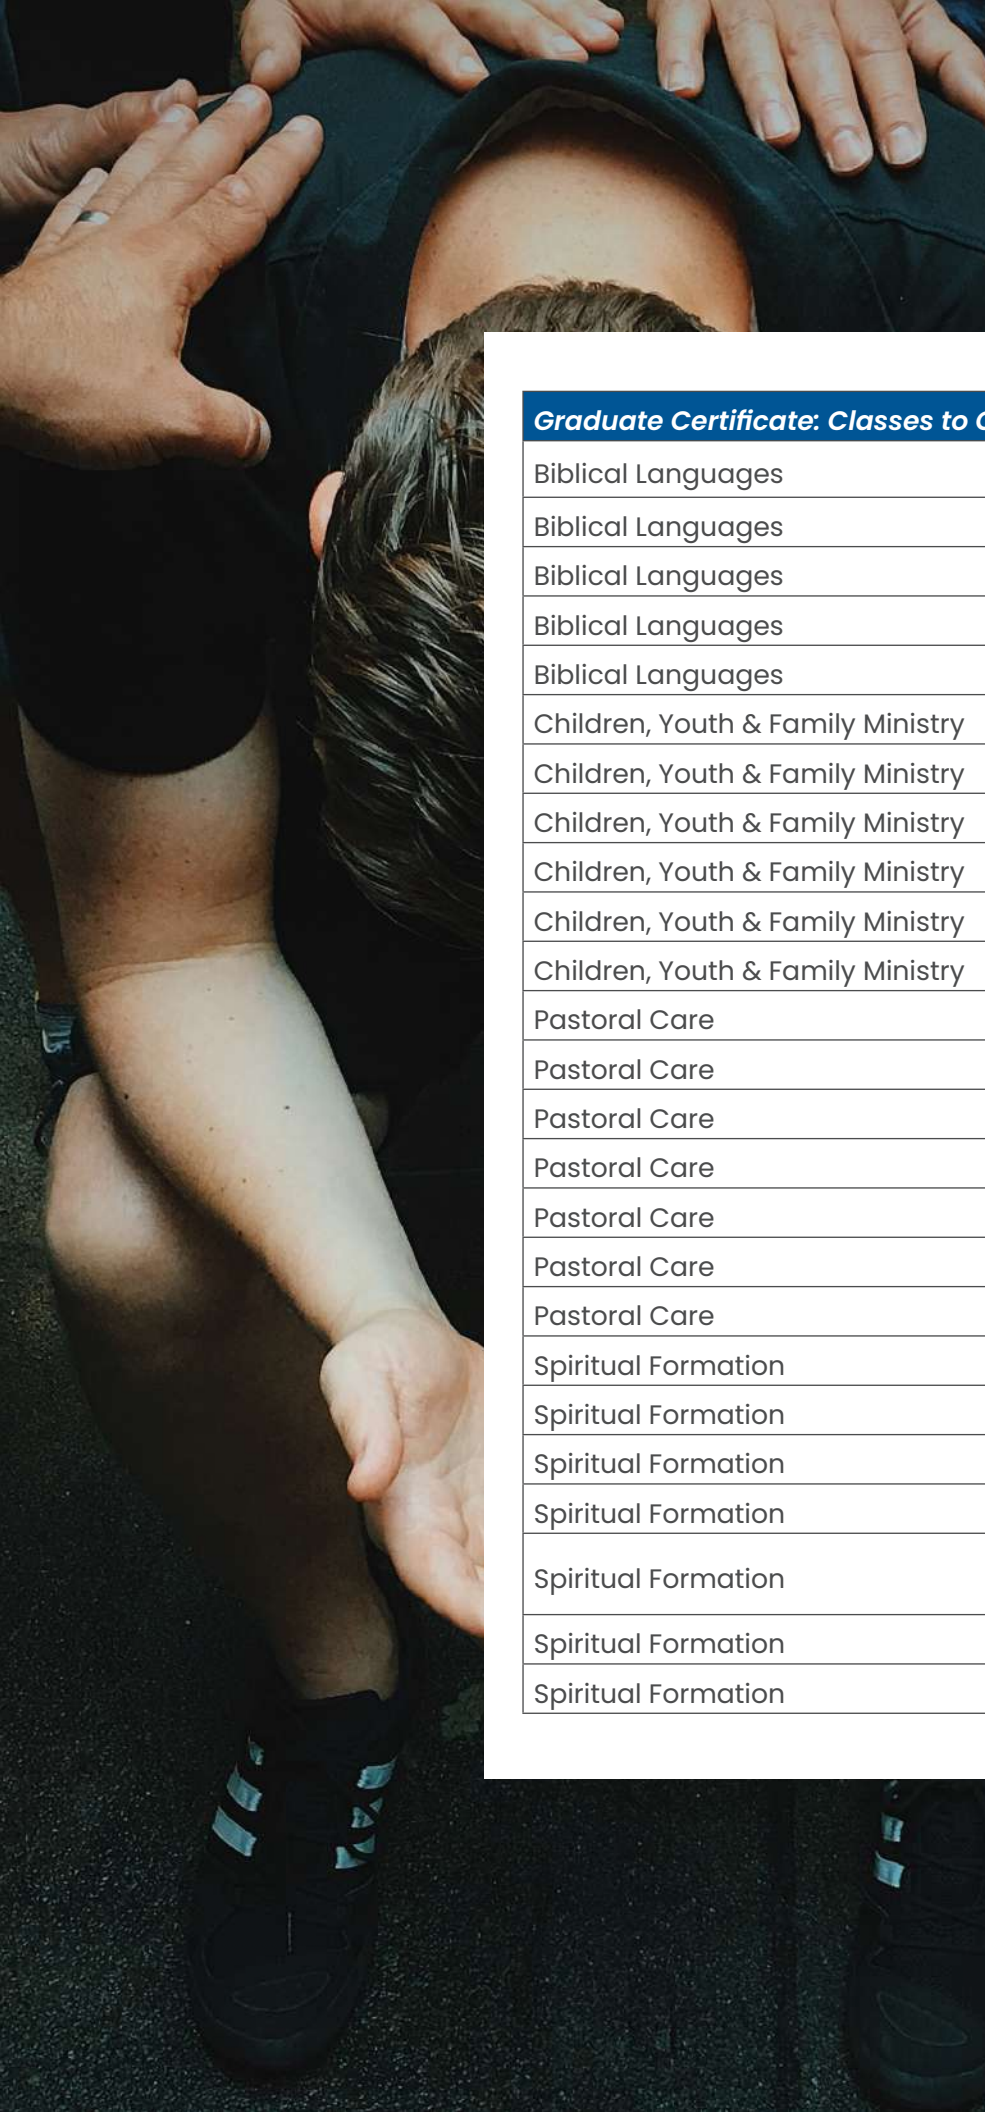 Graduate Certificate: Classes to
Biblical Languages
Biblical Languages
Biblical Languages
Biblical Languages
Biblical Languages
Children, Youth & Family Ministry
Children, Youth & Family Ministry
Children, Youth & Family Ministry
Children, Youth & Family Ministry
Children, Youth & Family Ministry
Children, Youth & Family Ministry
Pastoral Care
Pastoral Care
Pastoral Care
Pastoral Care
Pastoral Care
Pastoral Care
Pastoral Care
Spiritual Formation
Spiritual Formation
Spiritual Formation
Spiritual Formation
Spiritual Formation
Spiritual Formation
Spiritual Formation